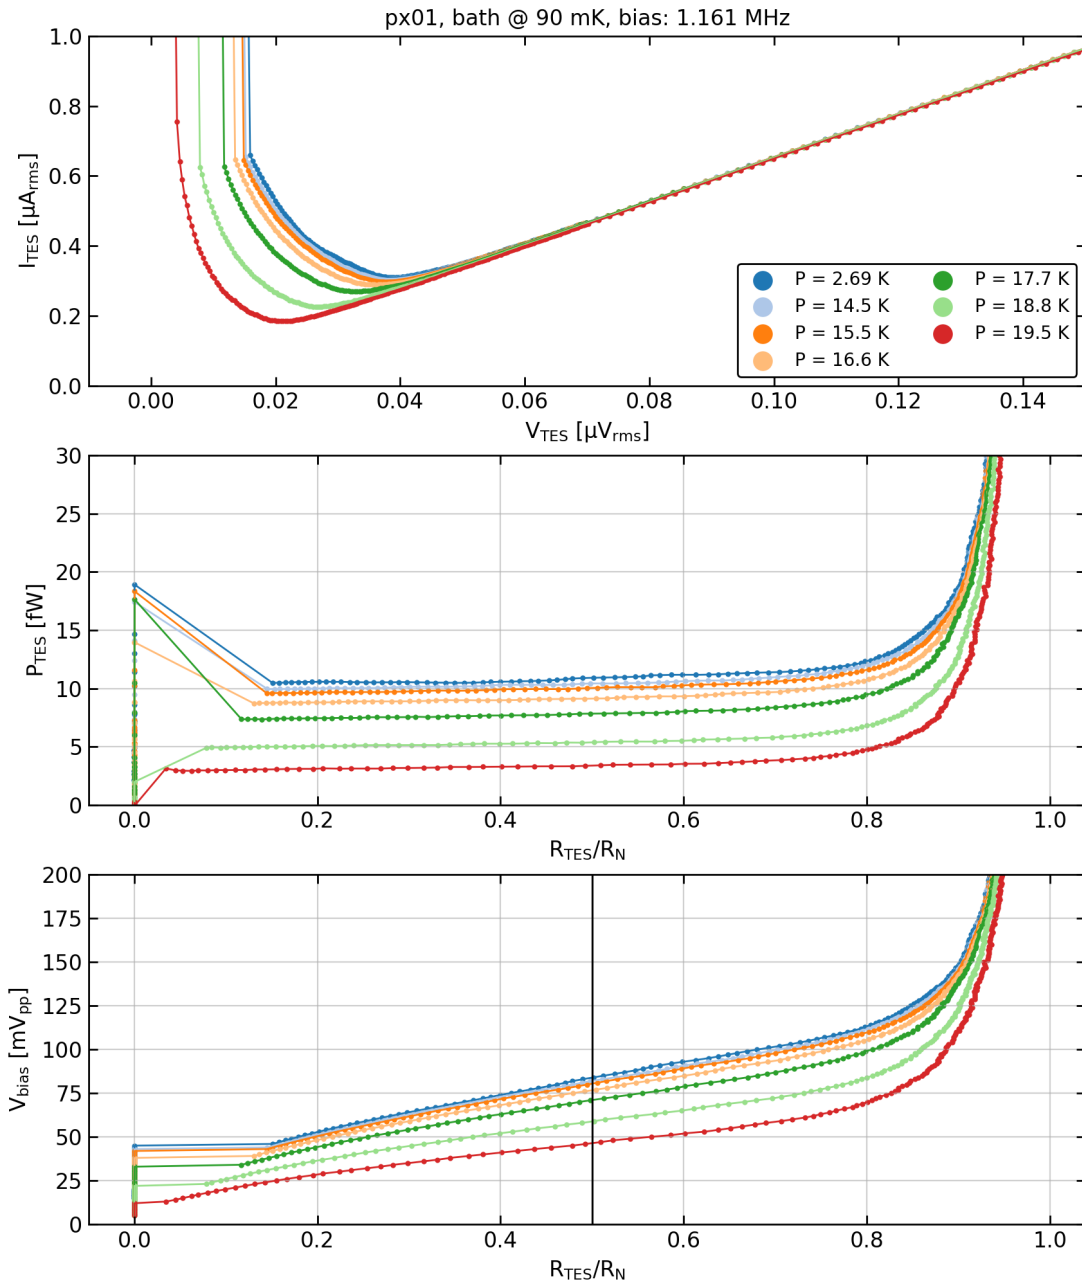 px01, bath @ 90 mK, bias: 1.161 MHz
I_TES [μA_rms]
1.0
0.8
0.6
0.4
0.2
0.0
P = 2.69 K
P = 14.5 K
P = 15.5 K
P = 16.6 K
P = 17.7 K
P = 18.8 K
P = 19.5 K
0.00 0.02 0.04 0.06 0.08 0.10 0.12 0.14
V_TES [μV_rms]
P_TES [fW]
30
25
20
15
10
5
0
0.0 0.2 0.4 0.6 0.8 1.0
R_TES/R_N
V_bias [mV_pp]
200
175
150
125
100
75
50
25
0
0.0 0.2 0.4 0.6 0.8 1.0
R_TES/R_N